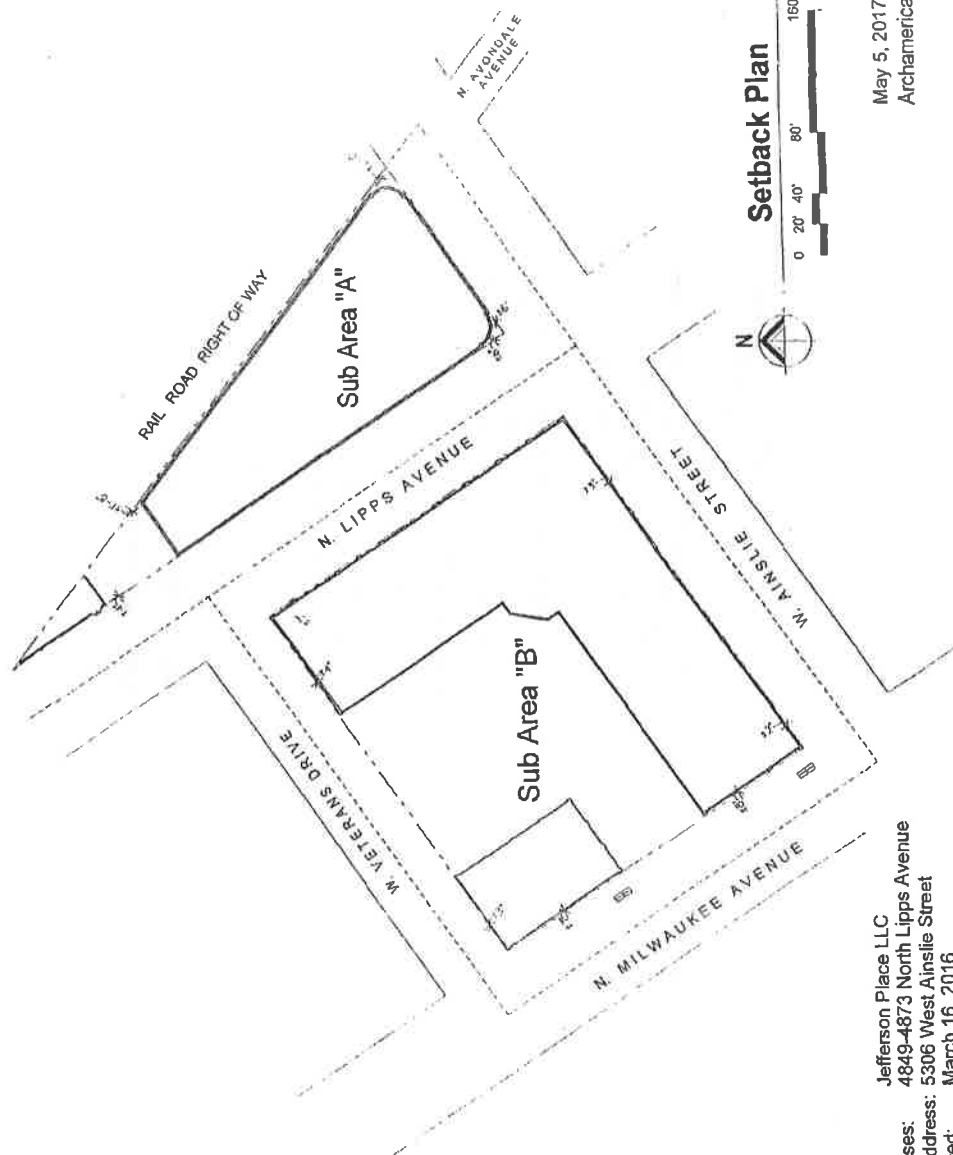 N. AVONDALE
AVENUE
RAIL ROAD RIGHT OF WAY
Sub Area "A"
N. LIPPS AVENUE
W. VETERANS DRIVE
Sub Area "B"
W. AINSLIE STREET
N. MILWAUKEE AVENUE
Setback Plan
N
0 20' 40' 80' 160
May 5, 2017
Archamerica
Jefferson Place LLC
ses: 4849-4873 North Lipps Avenue
ddress: 5306 West Ainslie Street
ed: March 16, 2016